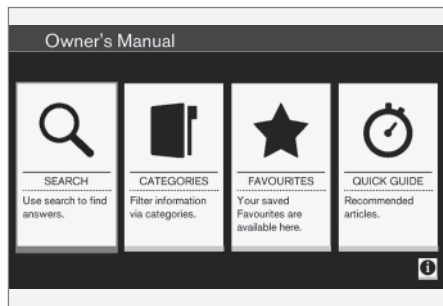 Owner's Manual
SEARCH
Use search to find
answers.
CATEGORIES
Filter information
via categories.
FAVOURITES
Your saved
Favourites are
available here.
QUICK GUIDE
Recommended
articles.
i